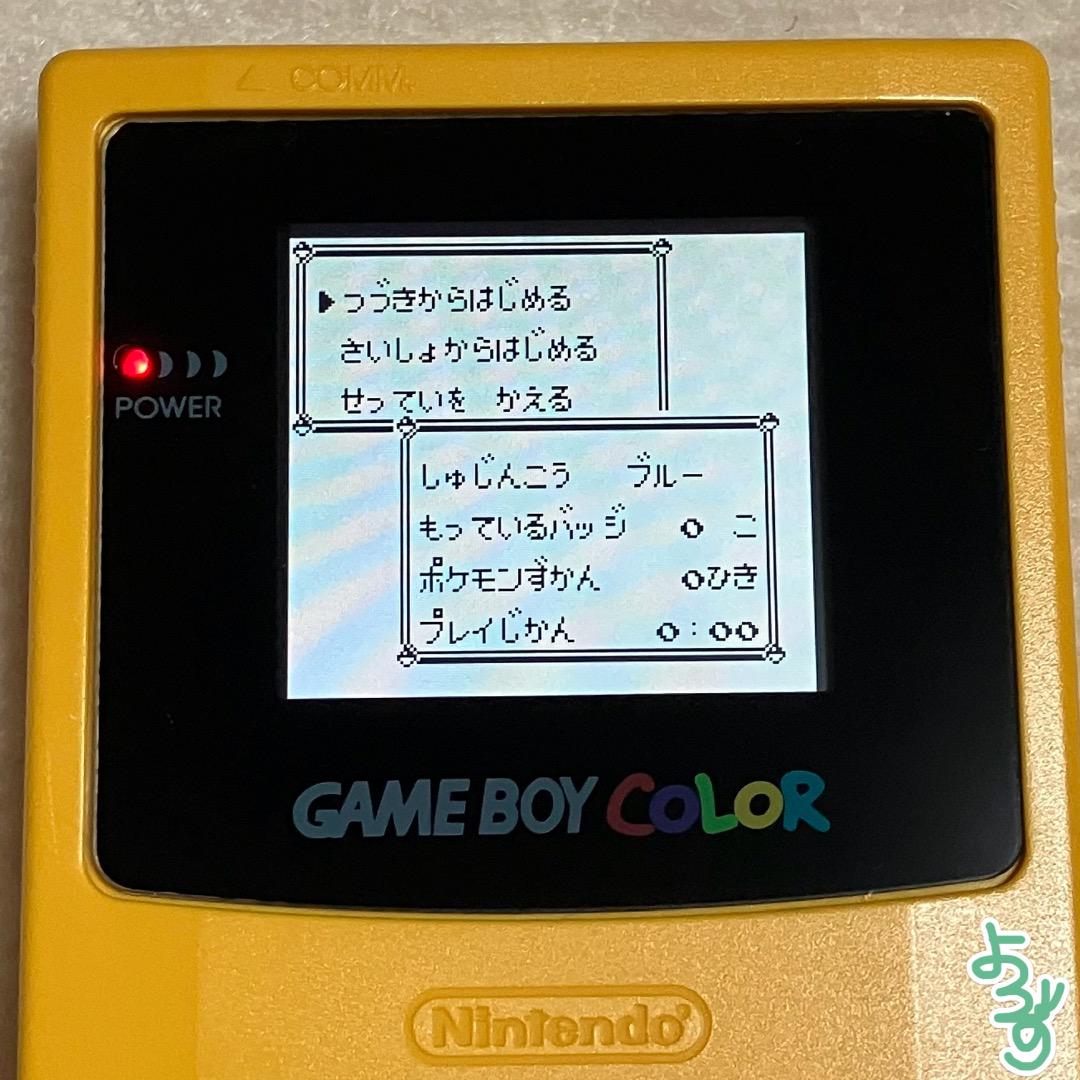 COMM.
つづきからはじめる
さいしょからはじめる
せっていを かえる
しゅじんこう ブルー
もっているバッジ 0 こ
ポケモンずかん 0ひき
プレイじかん 0:00
POWER
GAME BOY COLOR
Nintendo
よろず